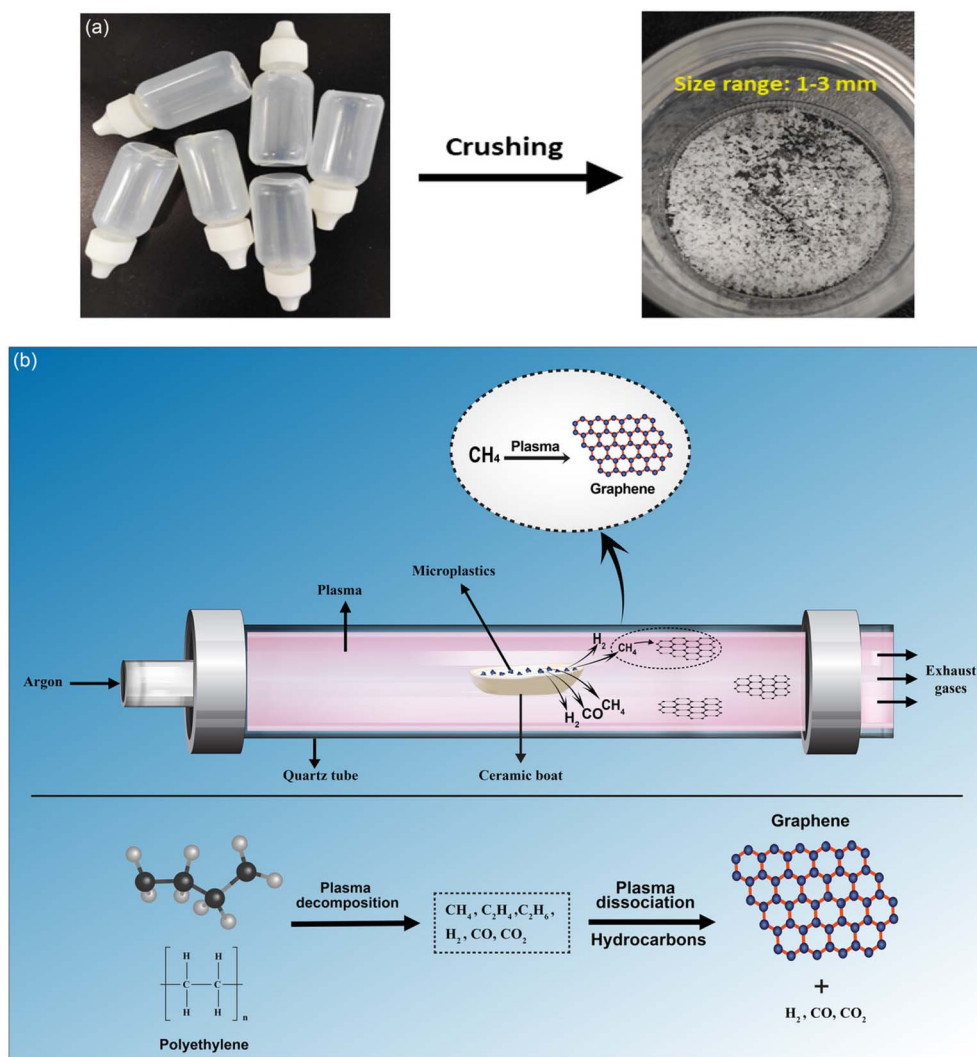 (a)
Crushing
Size range: 1-3 mm
(b)
CH₄
Plasma
Graphene
Microplastics
Plasma
H₂
CH₄
Argon
Exhaust
gases
H₂
CO
CH₄
Quartz tube
Ceramic boat
Graphene
Plasma
decomposition
CH₄, C₂H₄, C₂H₆,
H₂, CO, CO₂
Plasma
dissociation
Hydrocarbons
H H
C C
H H
n
+
H₂, CO, CO₂
Polyethylene